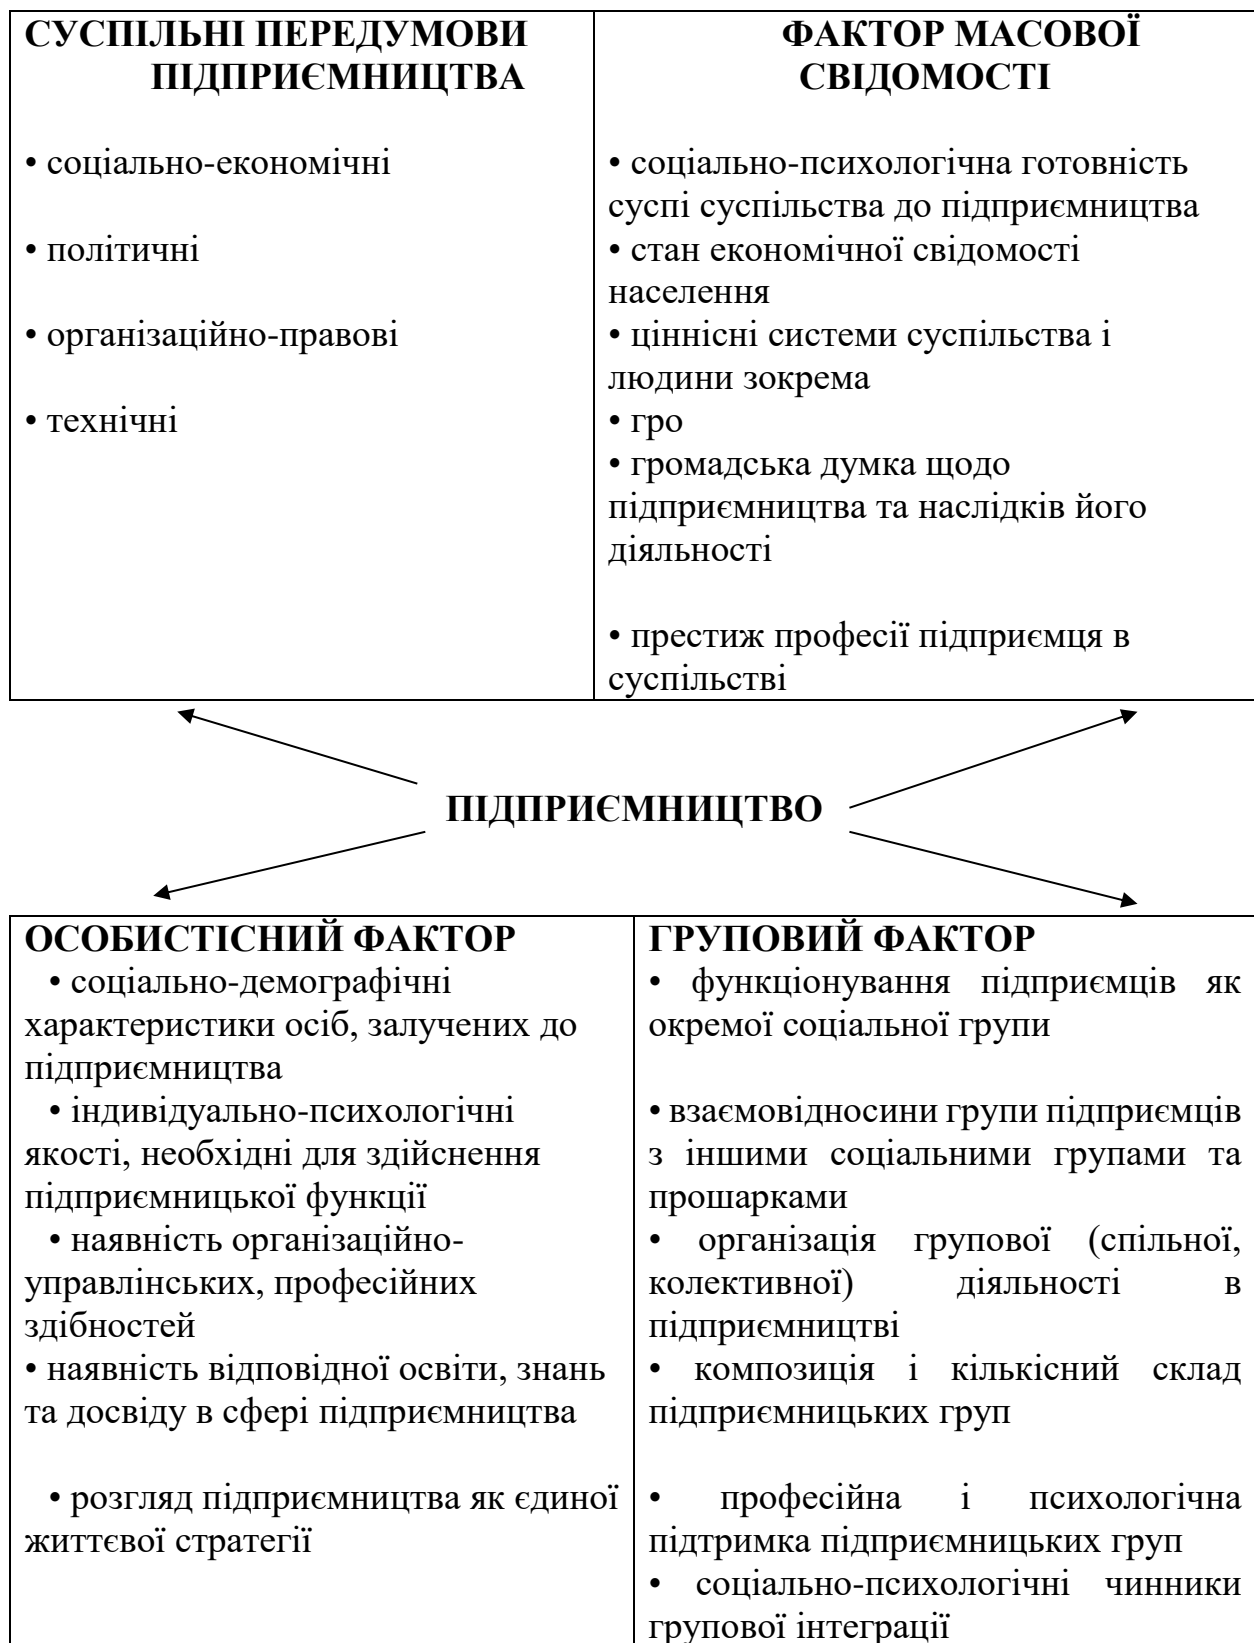 СУСПІЛЬНІ ПЕРЕДУМОВИ
ПІДПРИЄМНИЦТВА
• соціально-економічні
• політичні
• організаційно-правові
• технічні
ФАКТОР МАСОВОЇ
СВІДОМОСТІ
• соціально-психологічна готовність
суспі суспільства до підприємництва
• стан економічної свідомості
населення
• ціннісні системи суспільства і
людини зокрема
• гро
• громадська думка щодо
підприємництва та наслідків його
діяльності
• престиж професії підприємця в
суспільстві
ПІДПРИЄМНИЦТВО
ОСОБИСТІСНИЙ ФАКТОР
• соціально-демографічні
характеристики осіб, залучених до
підприємництва
• індивідуально-психологічні
якості, необхідні для здійснення
підприємницької функції
• наявність організаційно-
управлінських, професійних
здібностей
• наявність відповідної освіти, знань
та досвіду в сфері підприємництва
• розгляд підприємництва як єдиної
життєвої стратегії
ГРУПОВИЙ ФАКТОР
• функціонування підприємців як
окремої соціальної групи
• взаємовідносини групи підприємців
з іншими соціальними групами та
прошарками
• організація групової (спільної,
колективної) діяльності в
підприємництві
• композиція і кількісний склад
підприємницьких груп
• професійна і психологічна
підтримка підприємницьких груп
• соціально-психологічні чинники
групової інтеграції